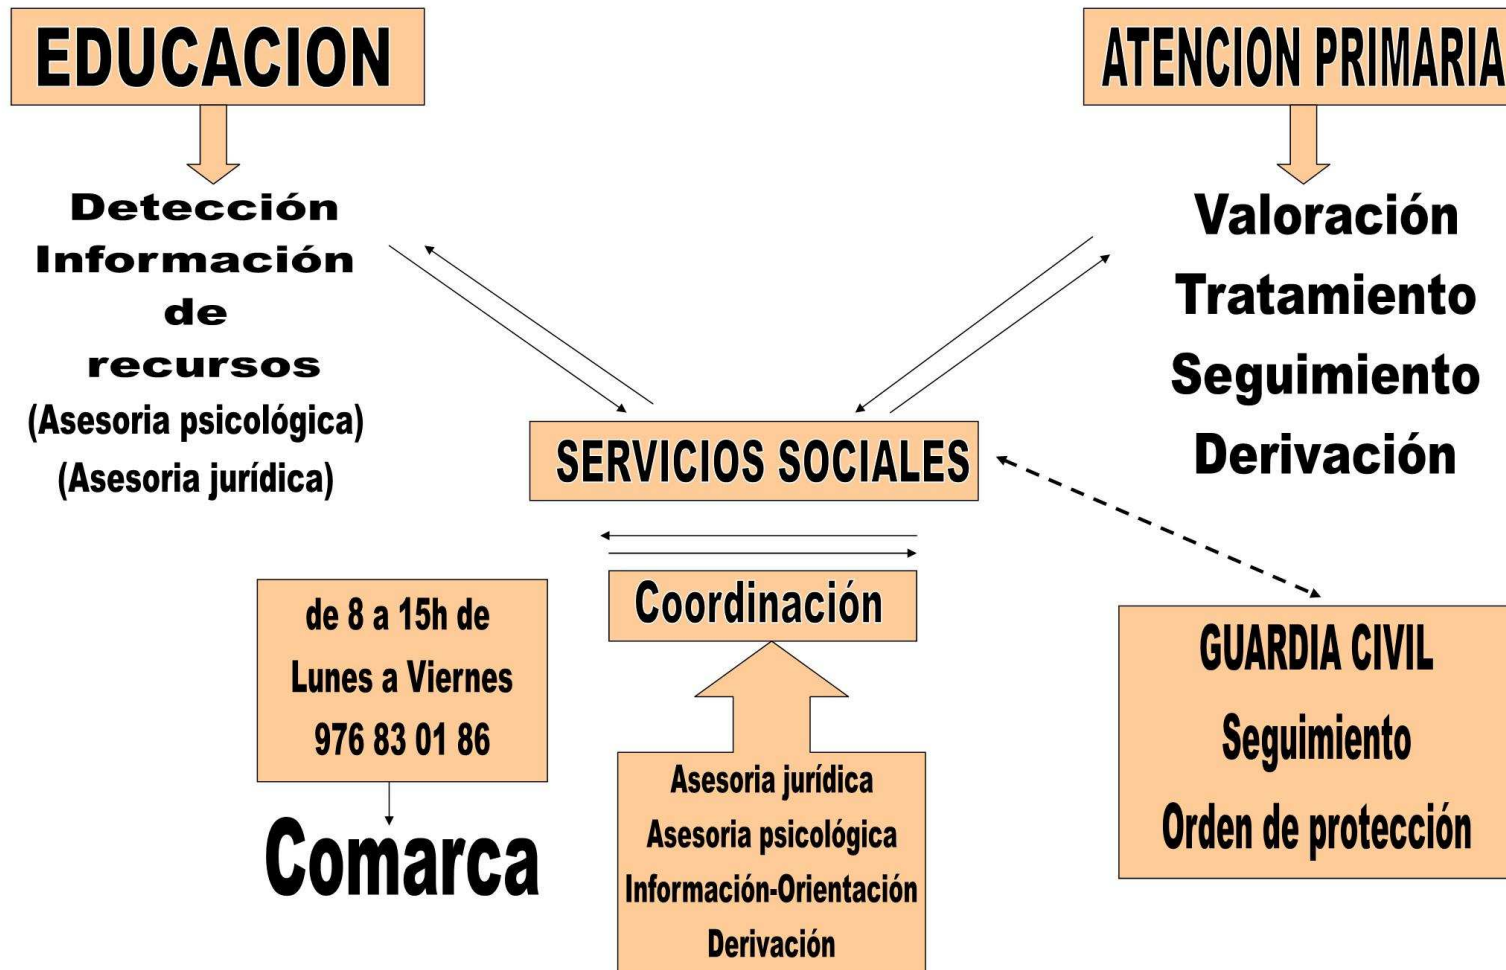 EDUCACION
ATENCION PRIMARIA
Detección
Información
de
recursos
(Asesoria psicológica)
(Asesoria jurídica)
Valoración
Tratamiento
Seguimiento
Derivación
SERVICIOS SOCIALES
Coordinación
de 8 a 15h de
Lunes a Viernes
976 83 01 86
Comarca
Asesoria jurídica
Asesoria psicológica
Información-Orientación
Derivación
GUARDIA CIVIL
Seguimiento
Orden de protección